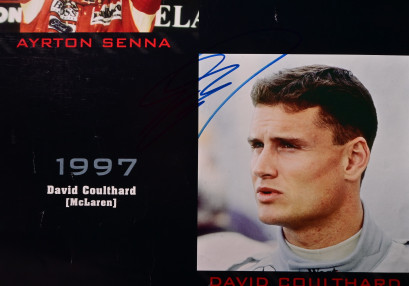 AYRTON SENNA
1997
David Coulthard
[McLaren]
DAVID COULTHARD